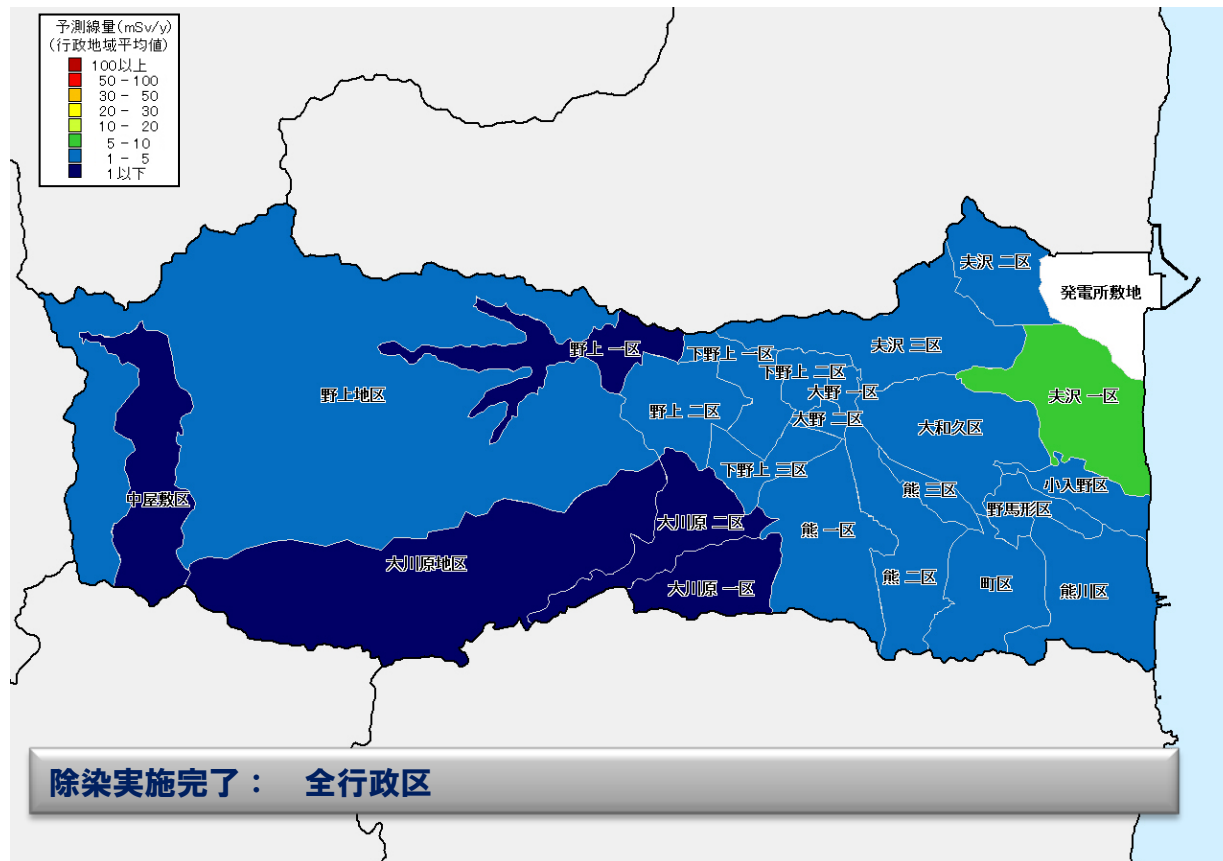 予測線量(mSv/y)
(行政地域平均値)
100以上
50－100
30－ 50
20－ 30
10－ 20
5－10
1－ 5
1以下
夫沢 二区
発電所敷地
野上 一区
下野上 一区
夫沢 三区
下野上 二区
野上地区
大野 一区
夫沢 一区
野上 二区
大野 二区
大和久区
下野上 三区
小入野区
中屋敷区
熊 三区
野馬形区
大川原 二区
熊 一区
大川原地区
熊 二区
大川原 一区
町区
熊川区
除染実施完了： 全行政区